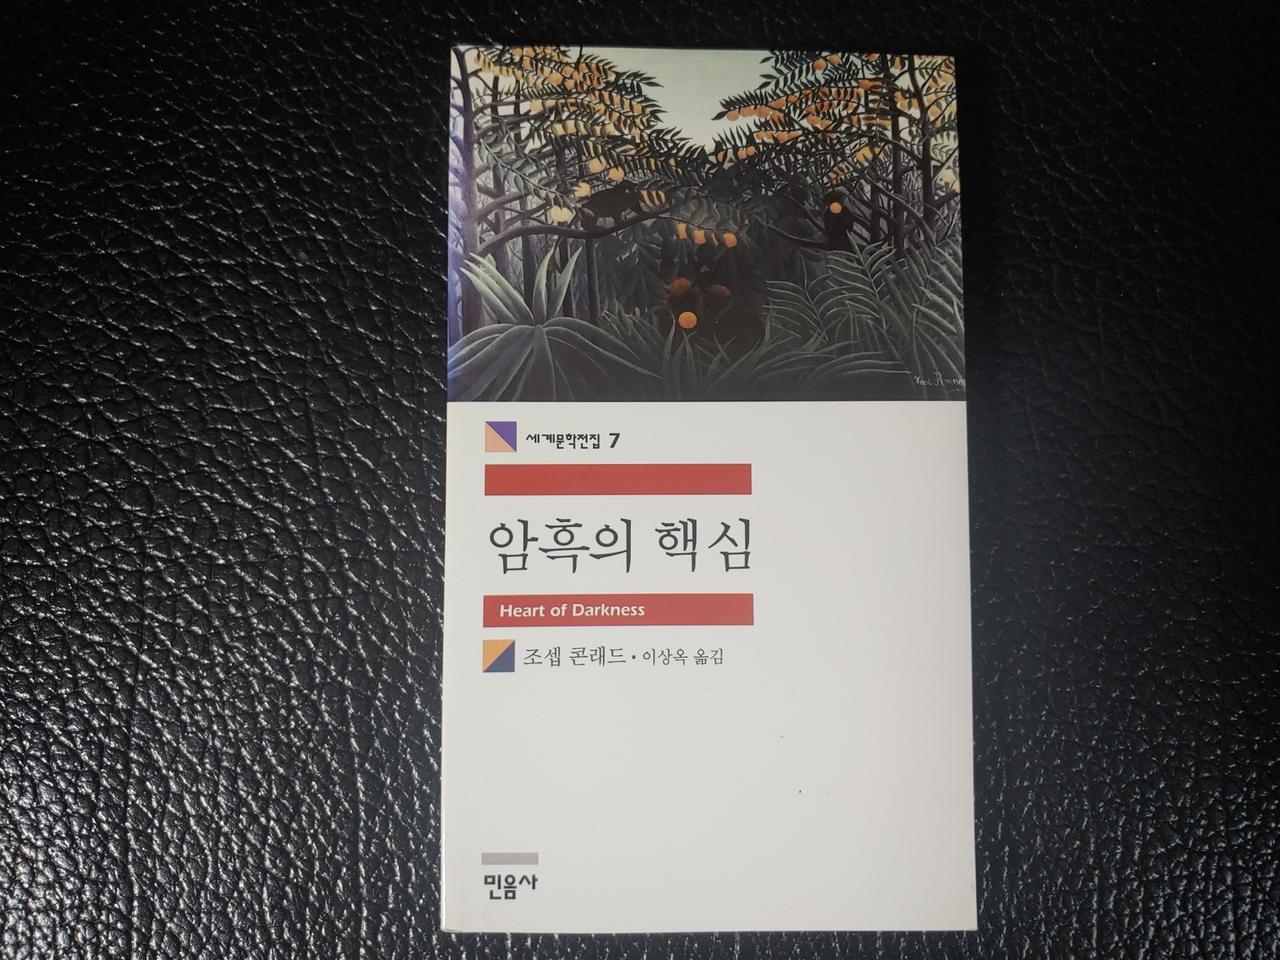 세계문학전집 7
암흑의 핵심
Heart of Darkness
조셉 콘래드 · 이상옥 옮김
민음사